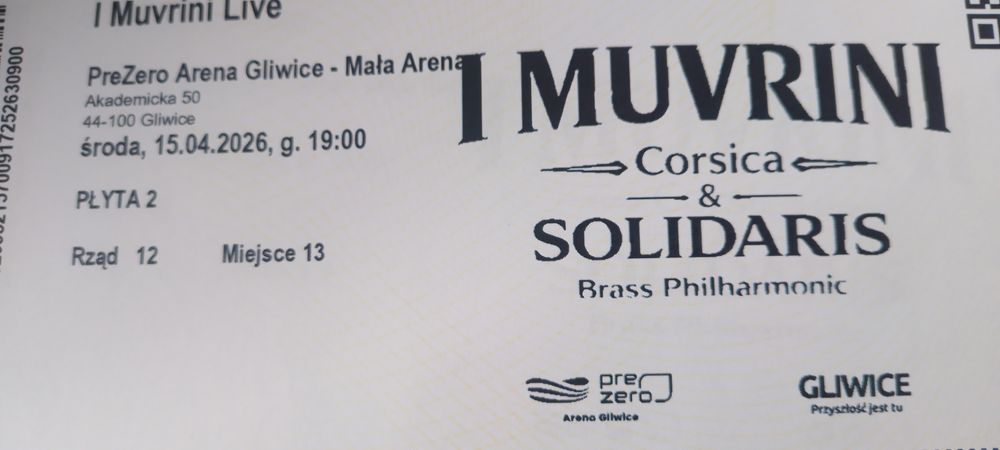 I Muvrini Live
PreZero Arena Gliwice - Mała Arena
Akademicka 50
44-100 Gliwice
środa, 15.04.2026, g. 19:00
PŁYTA 2
Rząd 12 Miejsce 13
I MUVRINI
Corsica
&
SOLIDARIS
Brass Philharmonic
pre
zero
Arena Gliwice
GLIWICE
Przyszłość jest tu